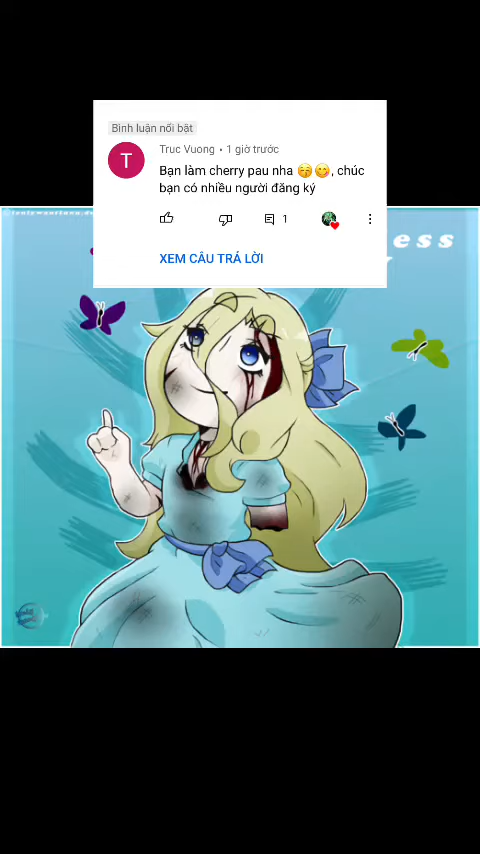 Bình luận nổi bật
T
Truc Vuong • 1 giờ trước
Bạn làm cherry pau nha 😚😋, chúc
bạn có nhiều người đăng ký
1
XEM CÂU TRẢ LỜI
ess